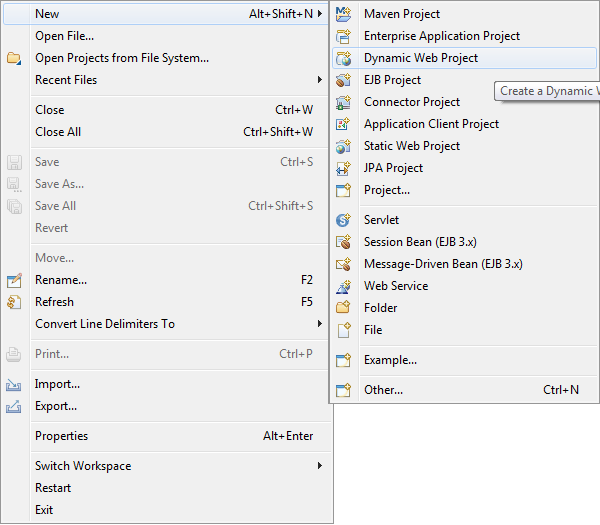 New Alt+Shift+N
Open File...
Open Projects from File System...
Recent Files
Close Ctrl+W
Close All Ctrl+Shift+W
Save Ctrl+S
Save As...
Save All Ctrl+Shift+S
Revert
Move...
Rename... F2
Refresh F5
Convert Line Delimiters To
Print... Ctrl+P
Import...
Export...
Properties Alt+Enter
Switch Workspace
Restart
Exit
Maven Project
Enterprise Application Project
Dynamic Web Project
EJB Project
Create a Dynamic
Connector Project
Application Client Project
Static Web Project
JPA Project
Project...
Servlet
Session Bean (EJB 3.x)
Message-Driven Bean (EJB 3.x)
Web Service
Folder
File
Example...
Other... Ctrl+N